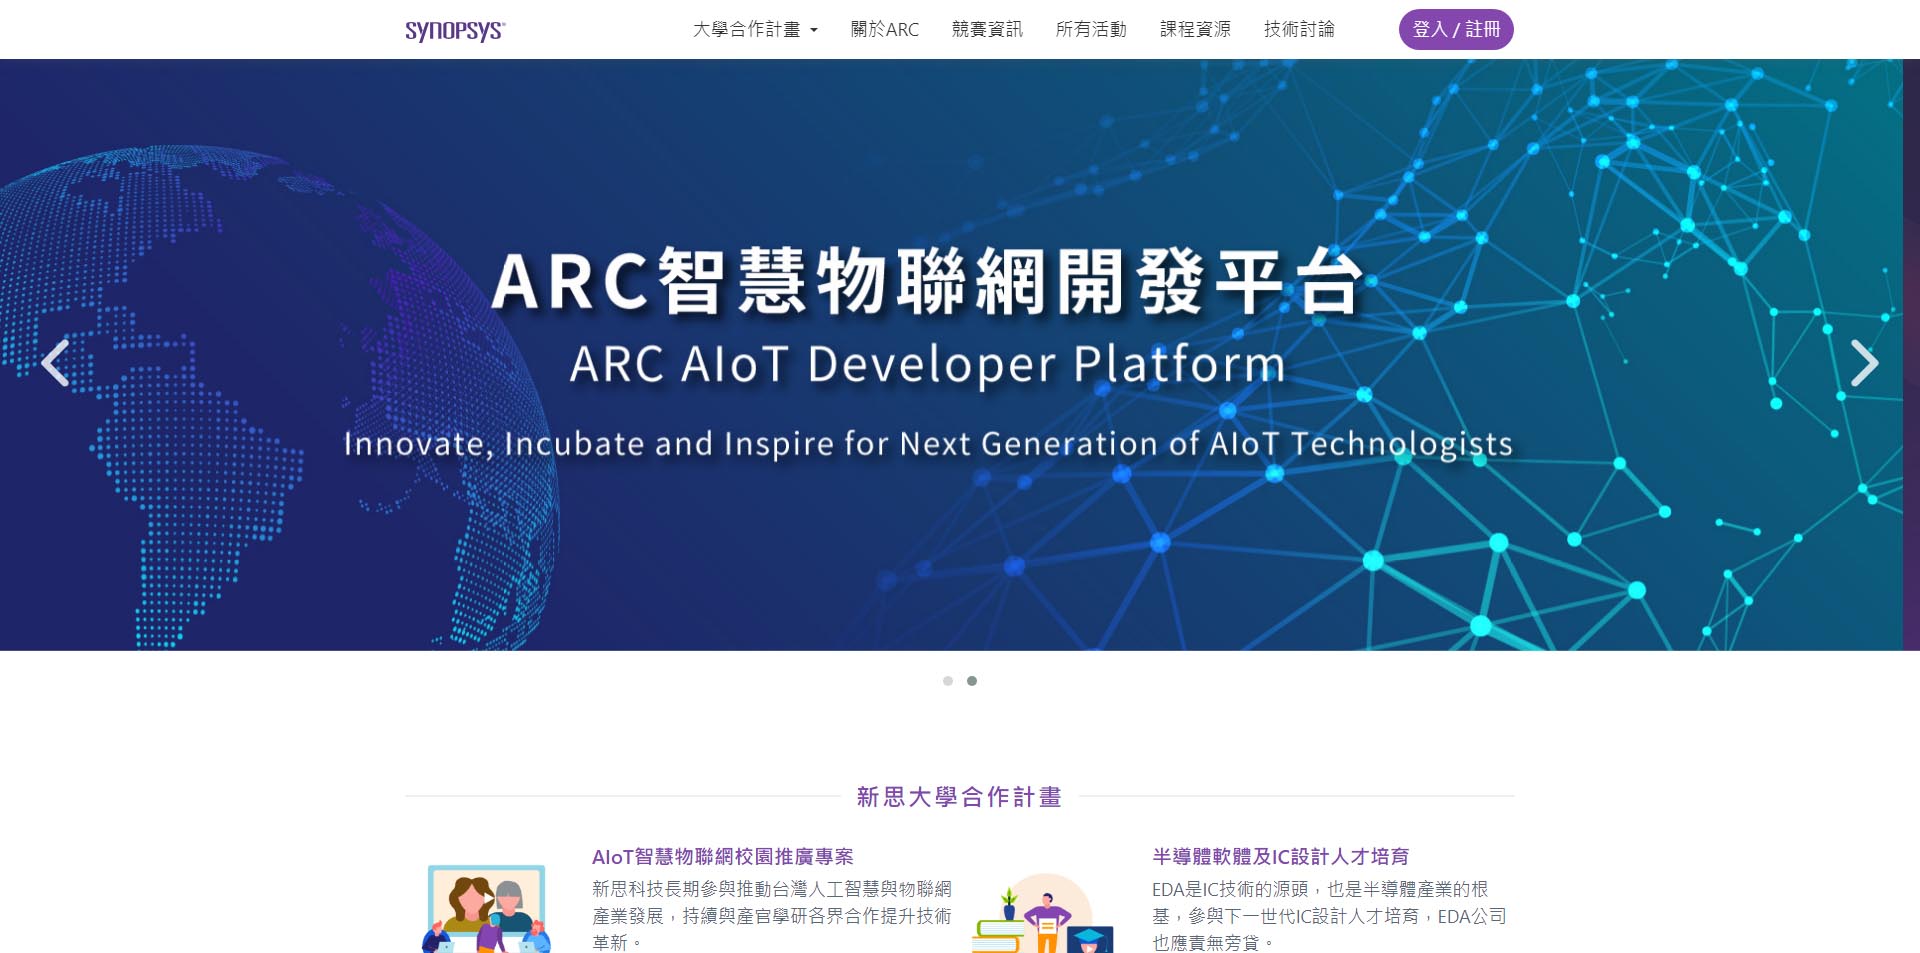 SYNOPSYS®
大學合作計畫
關於ARC
競賽資訊
所有活動
課程資源
技術討論
登入 / 註冊
ARC智慧物聯網開發平台
ARC AIoT Developer Platform
Innovate, Incubate and Inspire for Next Generation of AIoT Technologists
新思大學合作計畫
AIoT智慧物聯網校園推廣專案
新思科技長期參與推動台灣人工智慧與物聯網
產業發展，持續與產官學研各界合作提升技術
革新。
半導體軟體及IC設計人才培育
EDA是IC技術的源頭，也是半導體產業的根
基，參與下一世代IC設計人才培育，EDA公司
也應責無旁貸。